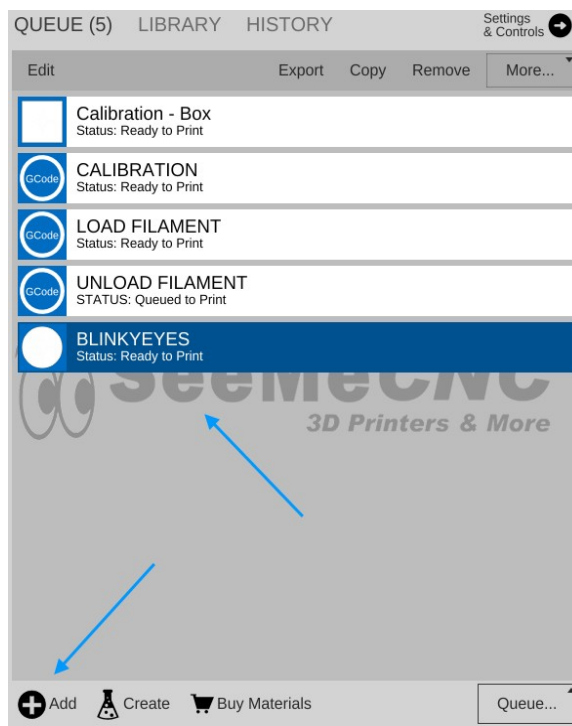 QUEUE (5) LIBRARY HISTORY Settings & Controls
Edit Export Copy Remove More...
Calibration - Box
Status: Ready to Print
GCode
CALIBRATION
Status: Ready to Print
GCode
LOAD FILAMENT
Status: Ready to Print
GCode
UNLOAD FILAMENT
STATUS: Queued to Print
BLINKYEYES
Status: Ready to Print
SeeMeCNC
3D Printers & More
Add Create Buy Materials Queue...